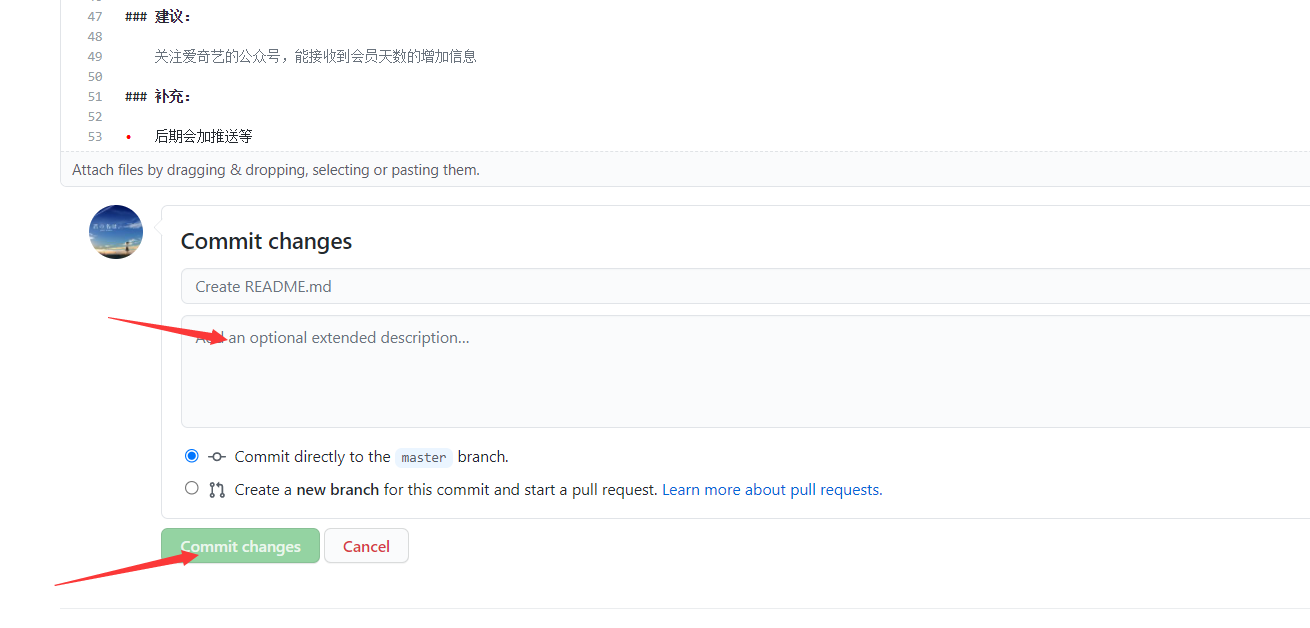 47 ### 建议：
48
49 关注爱奇艺的公众号，能接收到会员天数的增加信息
50
51 ### 补充：
52
53 • 后期会加推送等
Attach files by dragging & dropping, selecting or pasting them.
Commit changes
Create README.md
Add an optional extended description...
Commit directly to the master branch.
Create a new branch for this commit and start a pull request. Learn more about pull requests.
Commit changes Cancel